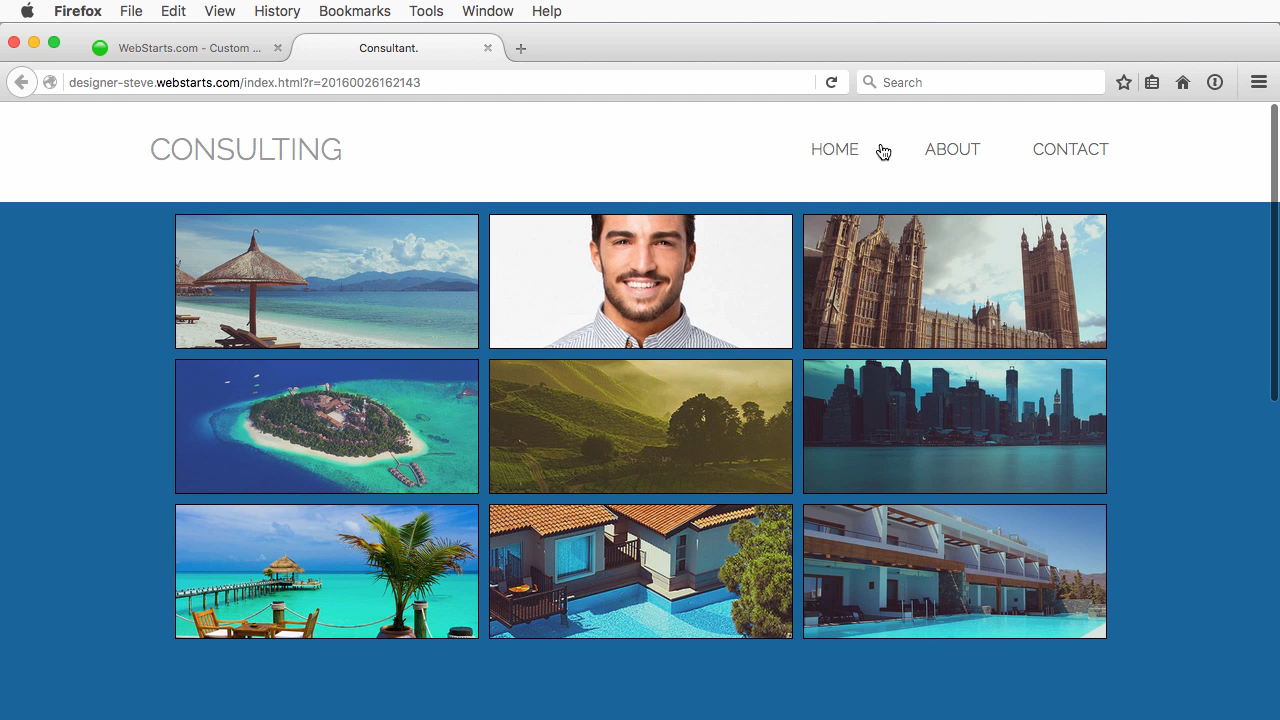 Firefox File Edit View History Bookmarks Tools Window Help
WebStarts.com - Custom ... Consultant.
designer-steve.webstarts.com/index.html?r=20160026162143 Search
CONSULTING HOME ABOUT CONTACT